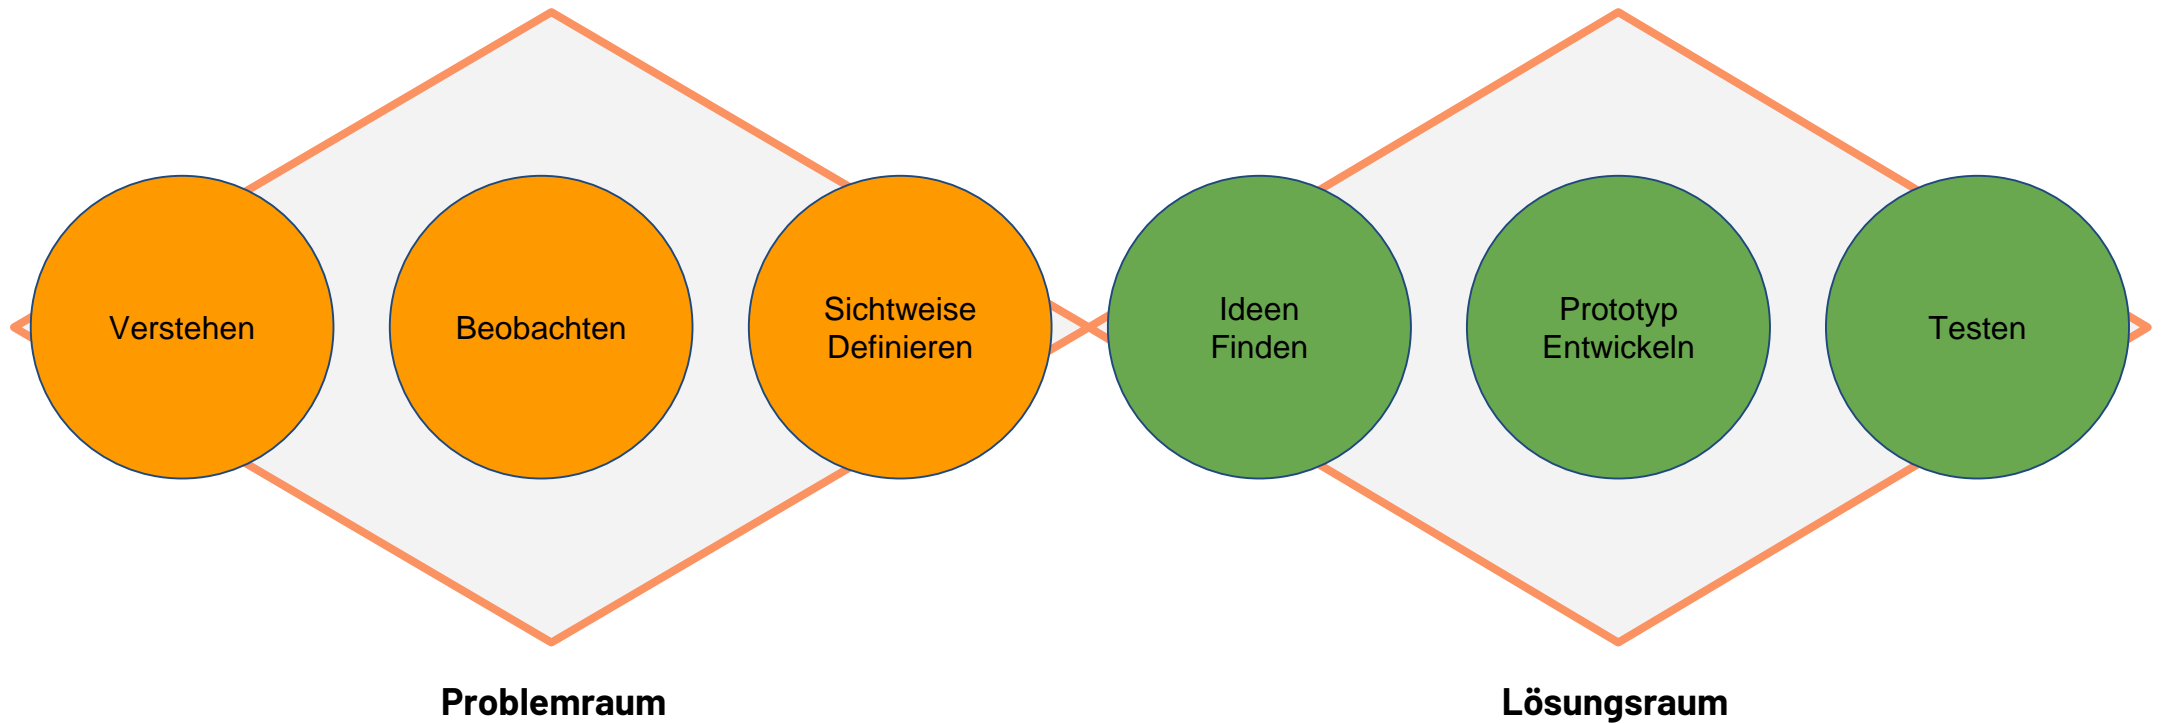 Verstehen
Beobachten
Sichtweise
Definieren
Ideen
Finden
Prototyp
Entwickeln
Testen
Problemraum
Lösungsraum